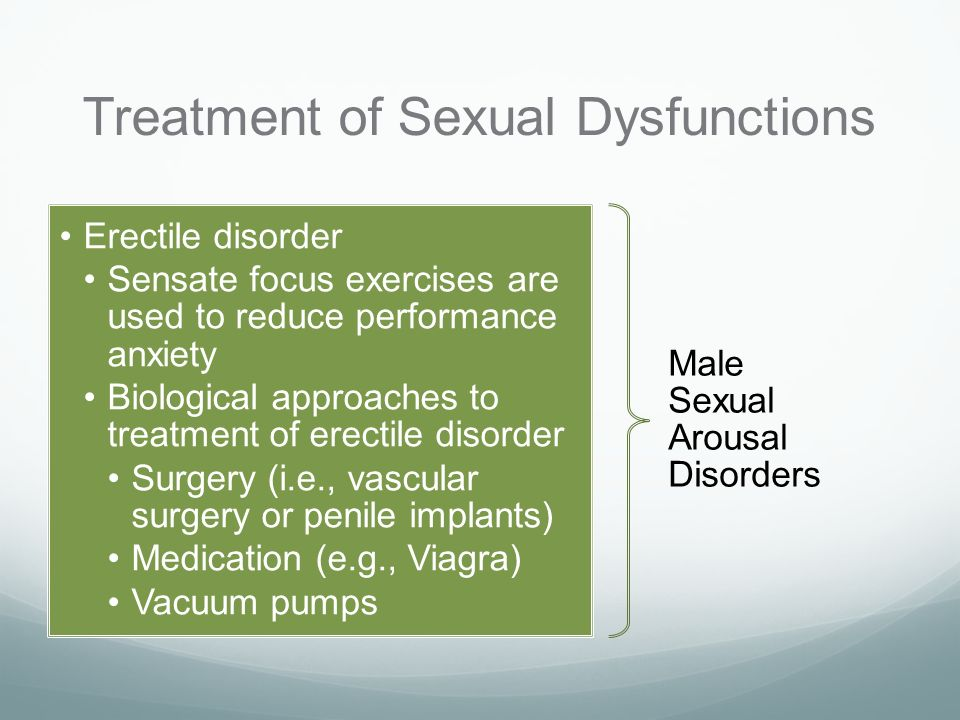 Treatment of Sexual Dysfunctions
• Erectile disorder
• Sensate focus exercises are
used to reduce performance
anxiety
• Biological approaches to
treatment of erectile disorder
• Surgery (i.e., vascular
surgery or penile implants)
• Medication (e.g., Viagra)
• Vacuum pumps
Male
Sexual
Arousal
Disorders